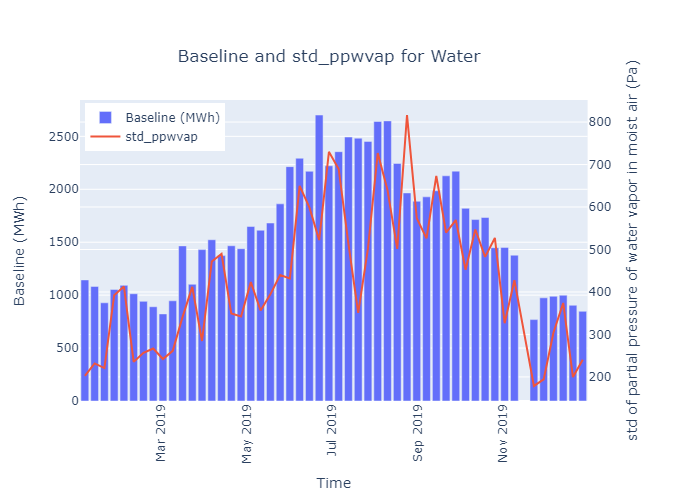 Baseline and std_ppwvap for Water
Baseline (MWh)
std_ppwvap
2500
2000
1500
1000
500
0
Baseline (MWh)
800
700
600
500
400
300
200
std of partial pressure of water vapor in moist air (Pa)
Mar 2019
May 2019
Jul 2019
Sep 2019
Nov 2019
Time